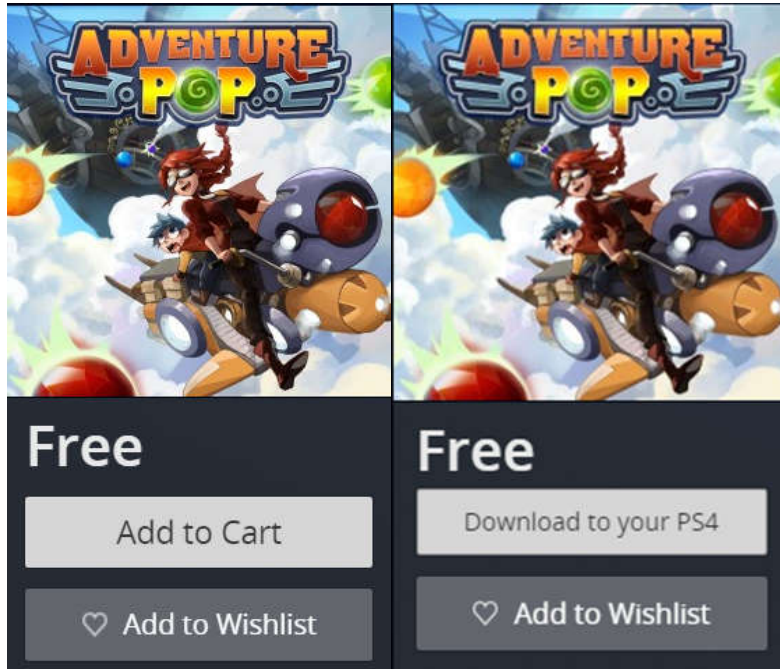 ADVENTURE
POP
Free
Add to Cart
♡ Add to Wishlist
ADVENTURE
POP
Free
Download to your PS4
♡ Add to Wishlist